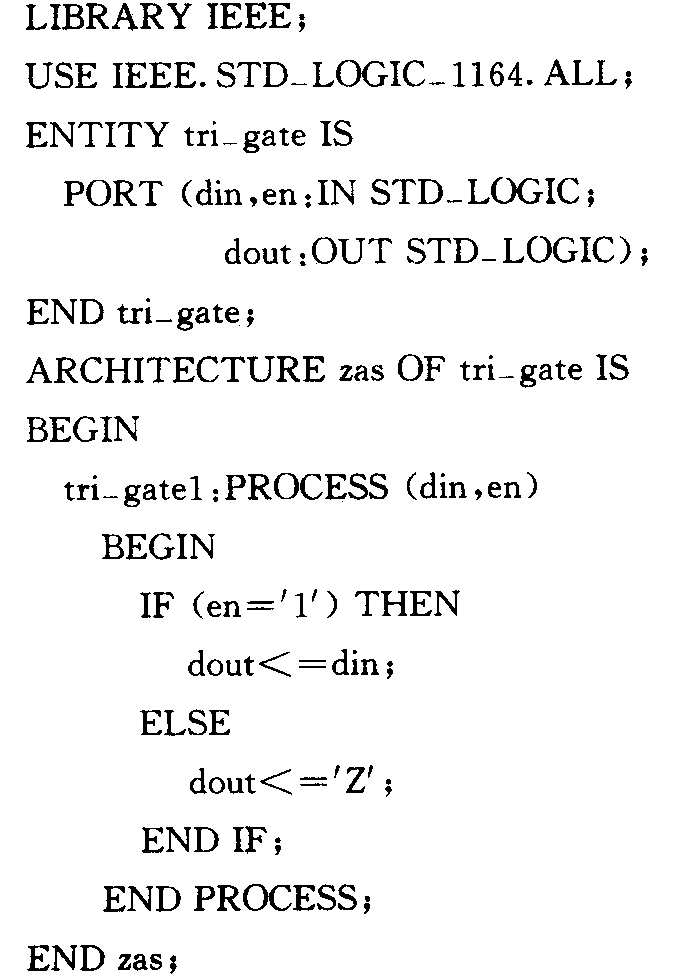 LIBRARY IEEE;
USE IEEE. STD_LOGIC_1164. ALL;
ENTITY tri_gate IS
PORT (din,en:IN STD_LOGIC;
dout:OUT STD_LOGIC);
END tri_gate;
ARCHITECTURE zas OF tri_gate IS
BEGIN
tri_gate1:PROCESS (din,en)
BEGIN
IF (en='1') THEN
dout<=din;
ELSE
dout<='Z';
END IF;
END PROCESS;
END zas;